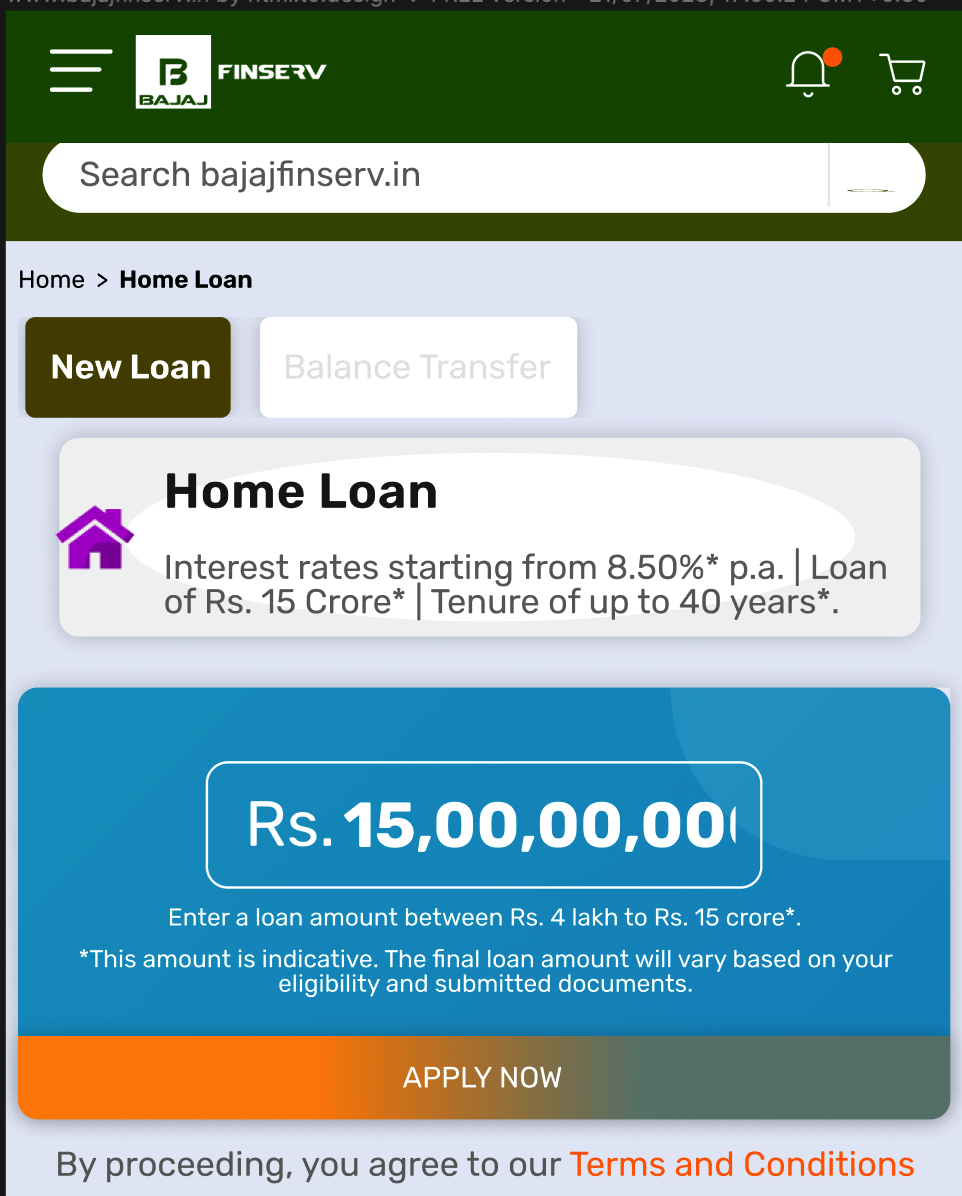 BAJAJ
FINSERV
Search bajajfinserv.in
Home > Home Loan
New Loan
Balance Transfer
Home Loan
Interest rates starting from 8.50%* p.a. | Loan
of Rs. 15 Crore* | Tenure of up to 40 years*.
Rs. 15,00,00,00
Enter a loan amount between Rs. 4 lakh to Rs. 15 crore*.
*This amount is indicative. The final loan amount will vary based on your
eligibility and submitted documents.
APPLY NOW
By proceeding, you agree to our Terms and Conditions